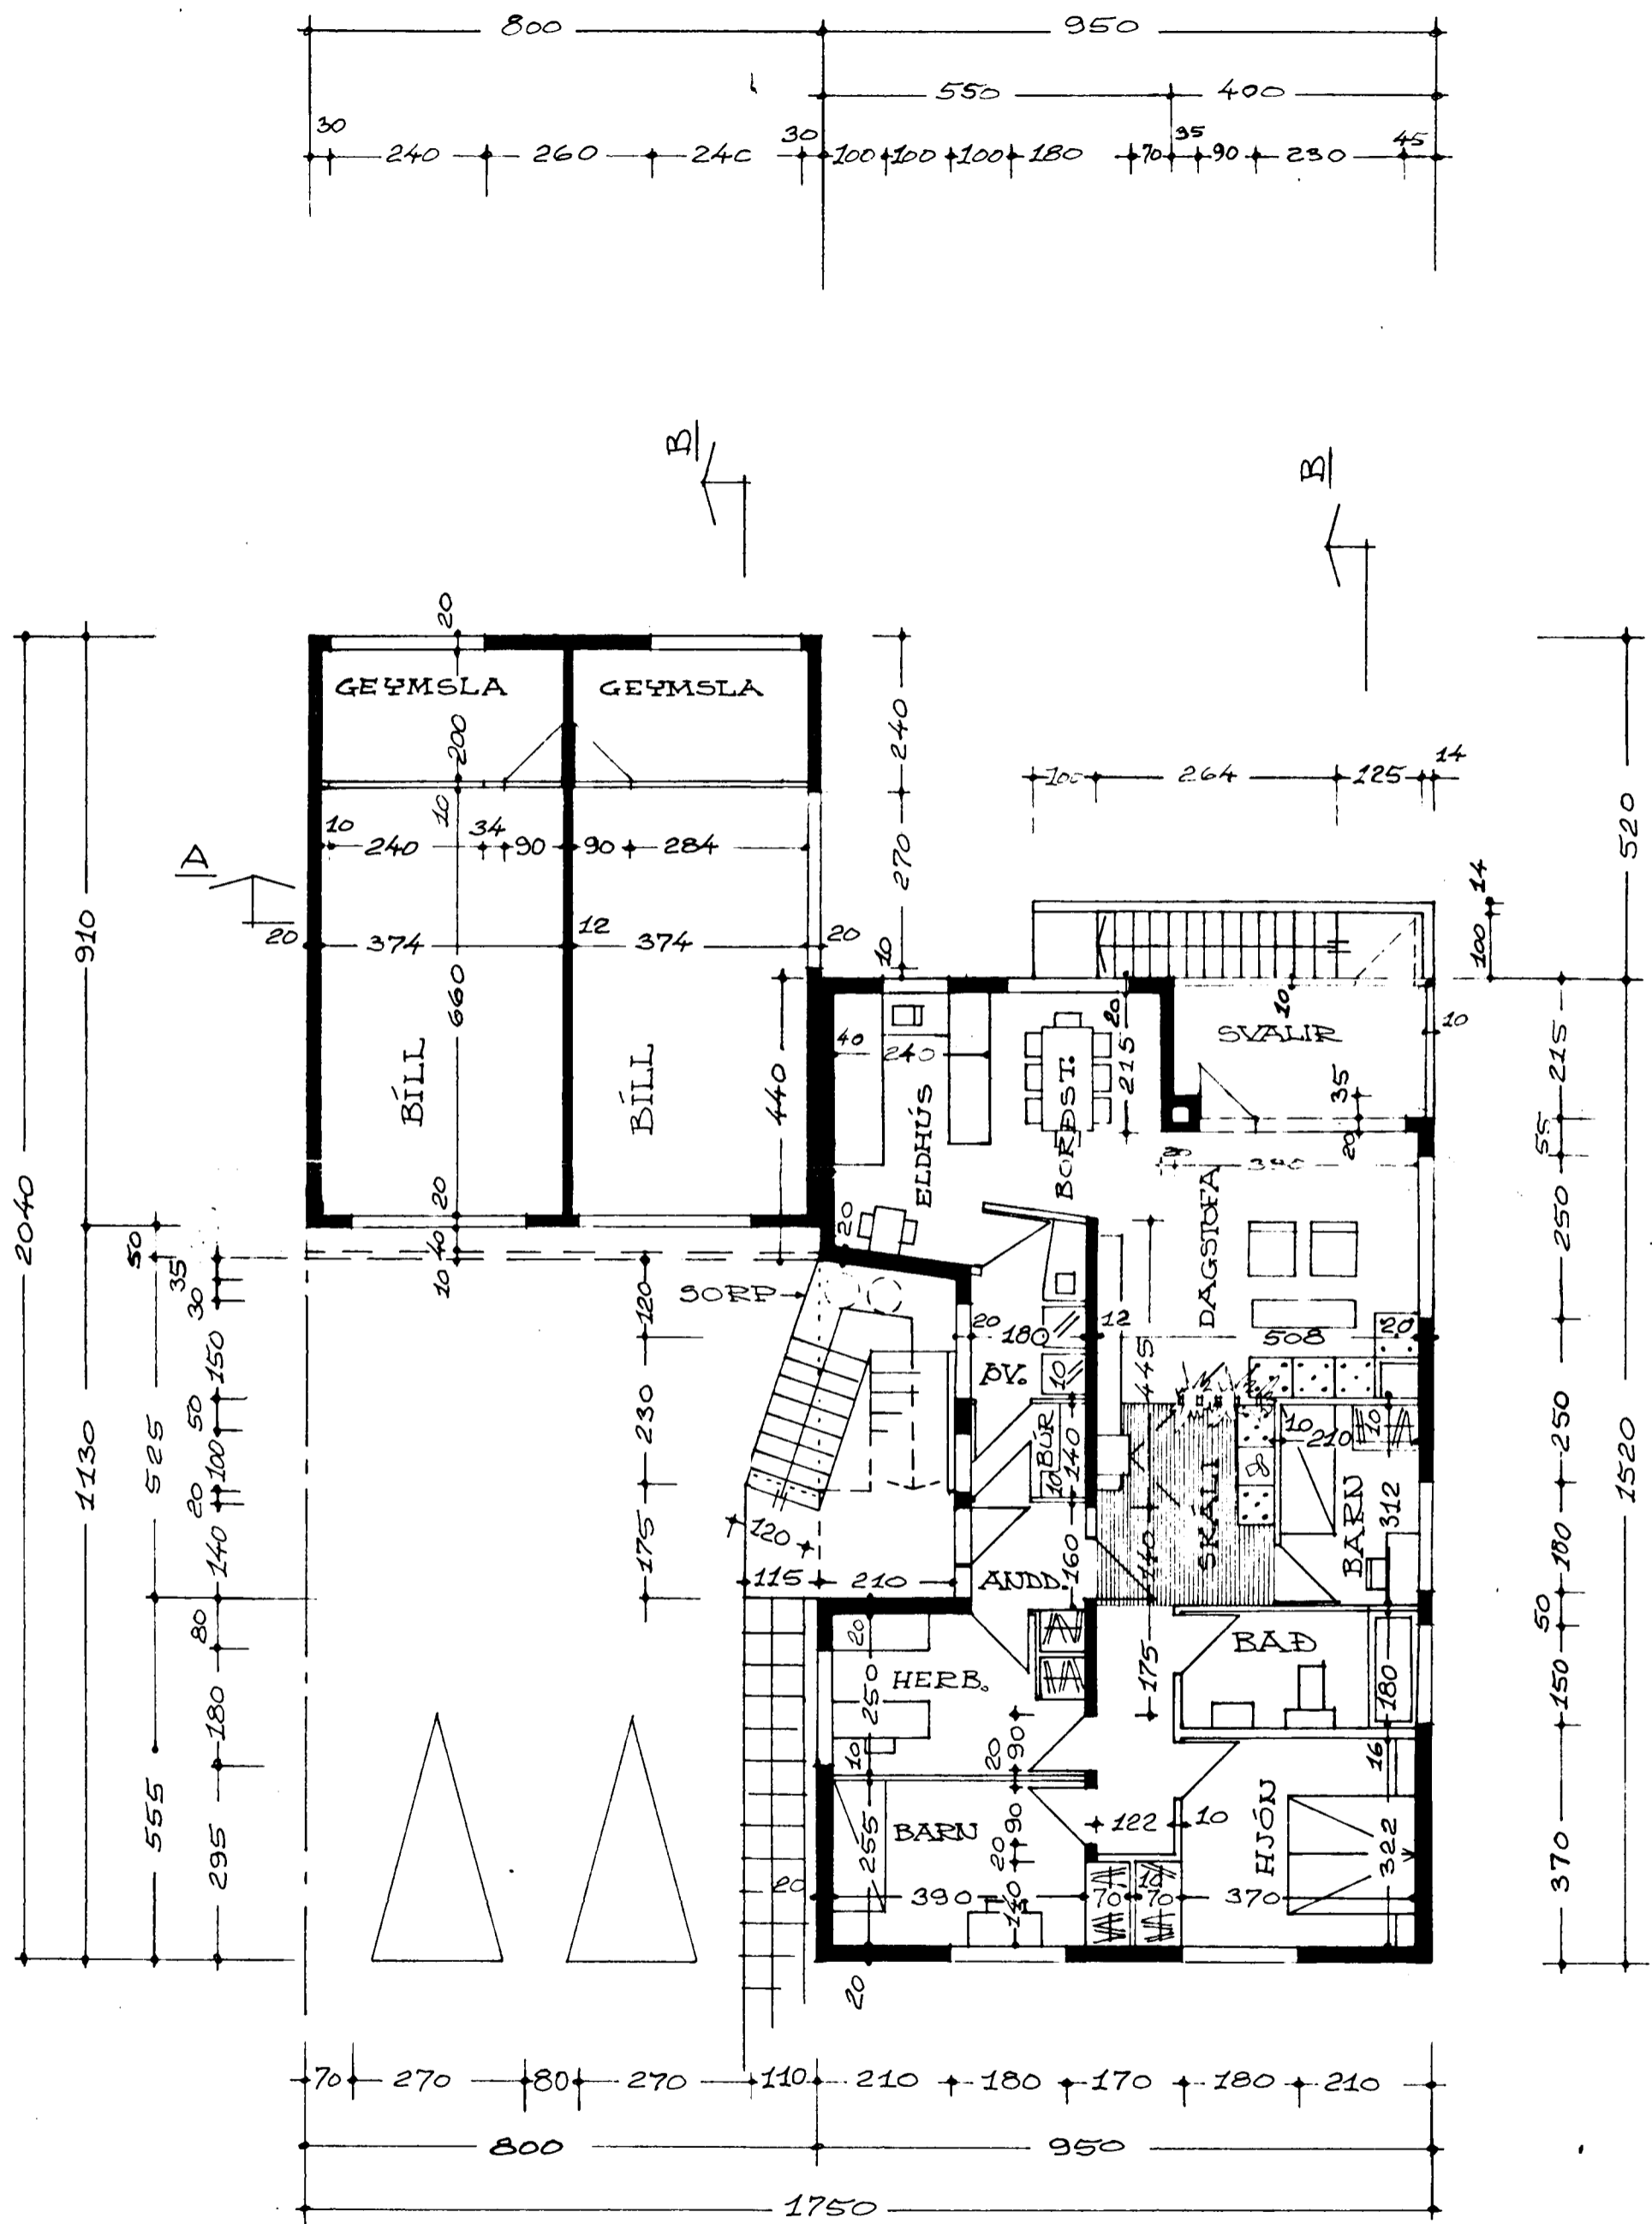 800 950
550 400
30 240 260 240 30 100 100 100 180 70 35 90 230 45
B B
20
GEYMSLA GEYMSLA
200 240
100 264 125 14
10 10 240 34 90 90 284
D
270 520
910 20 374 12 374 20 10 14 100
660 440
BÍLL BÍLL
40 240 20 215 SVALIR 10 10 215
ELDHÚS BORÐST. 35 20 55
2040
20 20 DAGSTOFA 250
50 35 30 10 40 SORP 120
20 180 12 508 20
150 ÞV. 10 445
50 525 230 BÚR 140 10 10 210 10 250
1130 100 SKÁLI BARN 312 1520
20 120 175 160 140 180
140 115 210 ANDD.
80 20 50
HERB. 250 175 BAÐ 180 150
180 10 20 90 16
555 BARN 255 90 122 10 HJÓN 322 370
295 20 20 390 140 70 10 70 370
20
70 270 80 270 110 210 180 170 180 210
800 950
1750